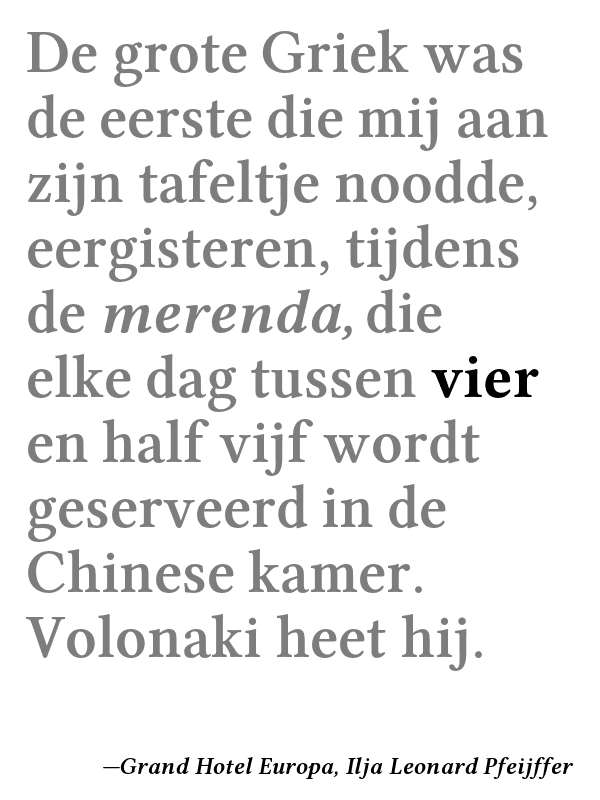 De grote Griek was
de eerste die mij aan
zijn tafeltje noodde,
eergisteren, tijdens
de merenda, die
elke dag tussen vier
en half vijf wordt
geserveerd in de
Chinese kamer.
Volonaki heet hij.
—Grand Hotel Europa, Ilja Leonard Pfeijffer